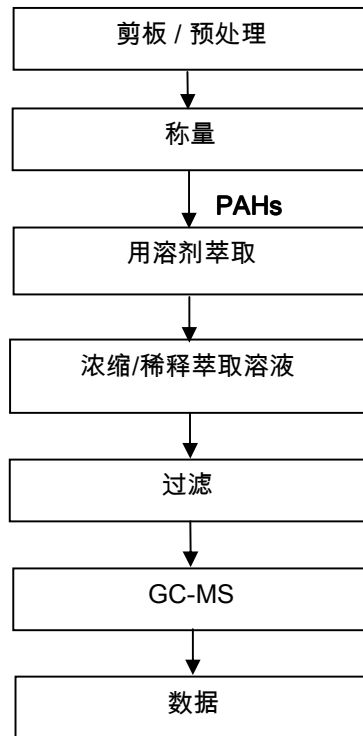 剪板 / 预处理
称量
PAHs
用溶剂萃取
浓缩/稀释萃取溶液
过滤
GC-MS
数据